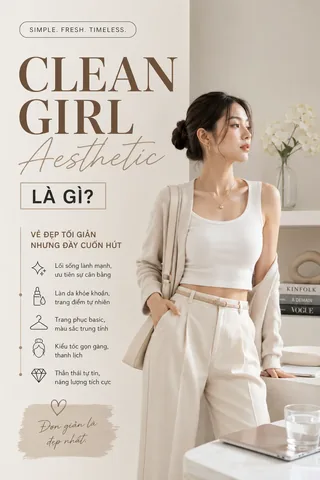 SIMPLE. FRESH. TIMELESS.
CLEAN
GIRL
Aesthetic
LÀ GÌ?
VẺ ĐẸP TỐI GIẢN
NHƯNG ĐẦY CUỐN HÚT
Lối sống lành mạnh,
ưu tiên sự cân bằng
Làn da khỏe khoắn,
trang điểm tự nhiên
Trang phục basic,
màu sắc trung tính
Kiểu tóc gọn gàng,
thanh lịch
Thần thái tự tin,
năng lượng tích cực
Đơn giản là
đẹp nhất.
KINFOLK
VOGUE